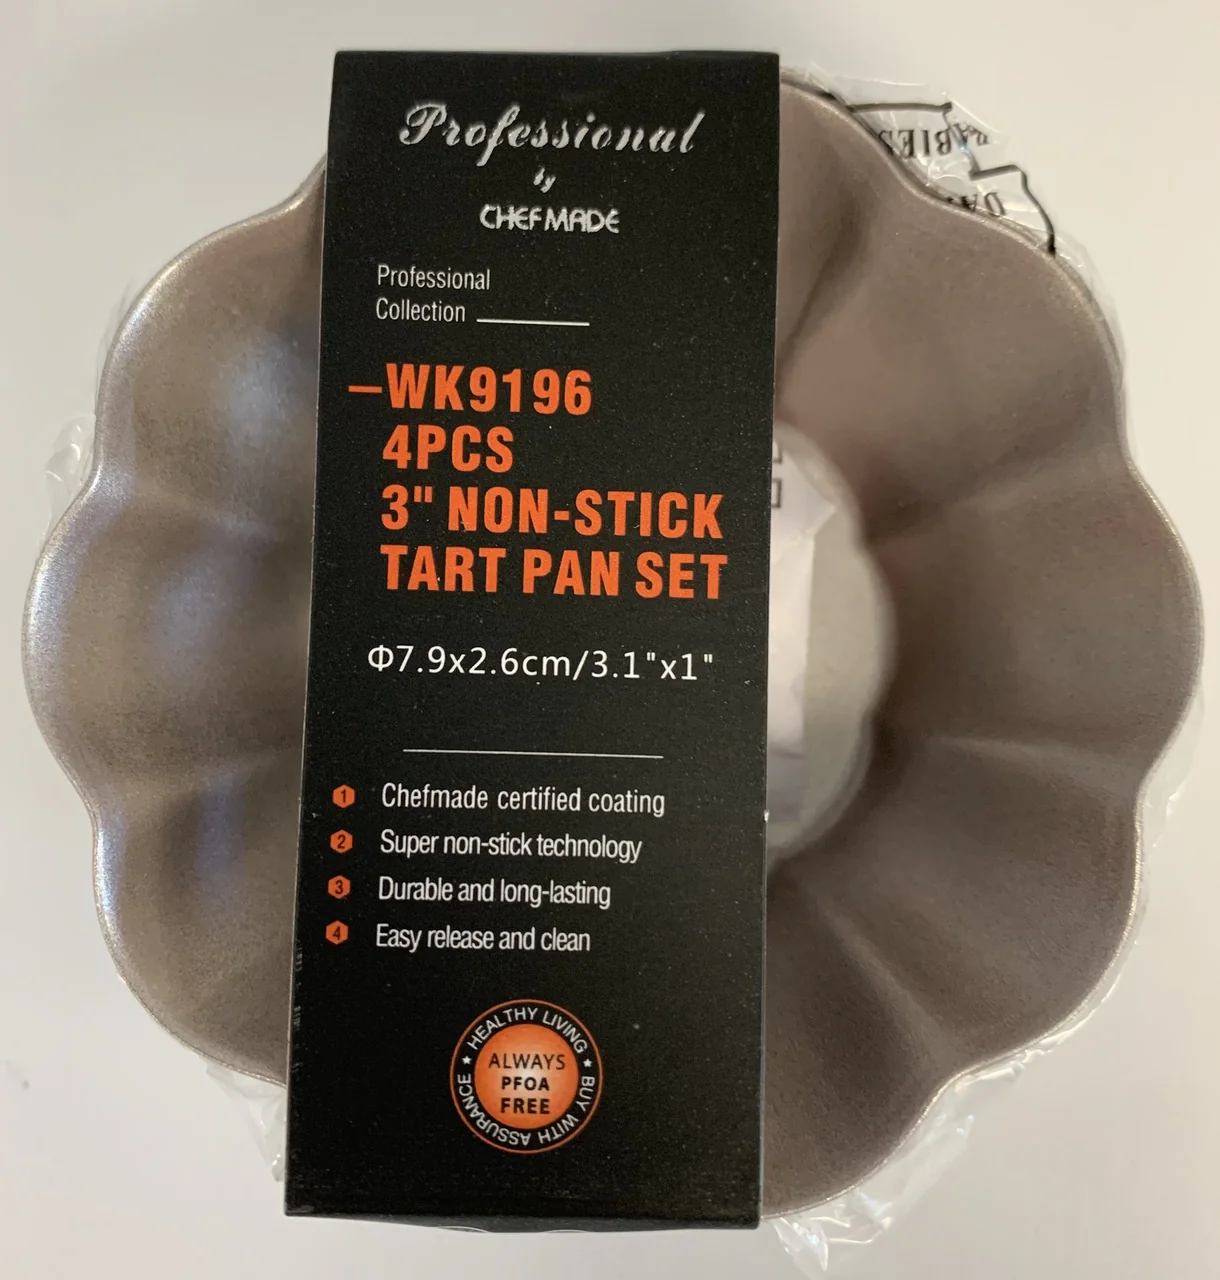 Professional
by
CHEFMADE
Professional
Collection
-WK9196
4PCS
3" NON-STICK
TART PAN SET
Φ7.9x2.6cm/3.1"x1"
1 Chefmade certified coating
2 Super non-stick technology
3 Durable and long-lasting
4 Easy release and clean
★ HEALTHY LIVING ★ BUY WITH ASSURANCE
ALWAYS
PFOA
FREE